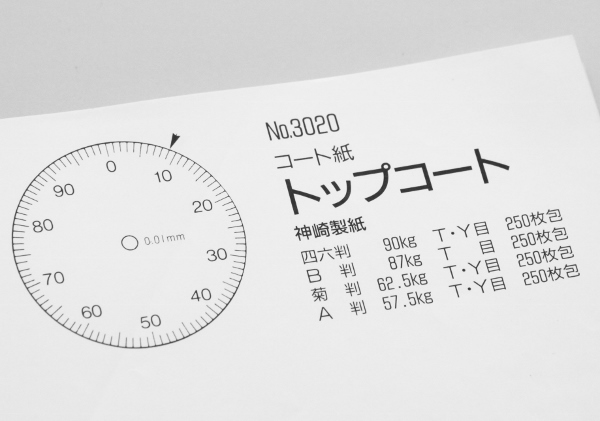 No.3020
コート紙
トップコート
神崎製紙
四六判 90kg T・Y目 250枚包
B 判 87kg T 目 250枚包
菊 判 62.5kg T・Y目 250枚包
A 判 57.5kg T・Y目 250枚包
0
10
20
30
40
50
60
70
80
90
0.01mm